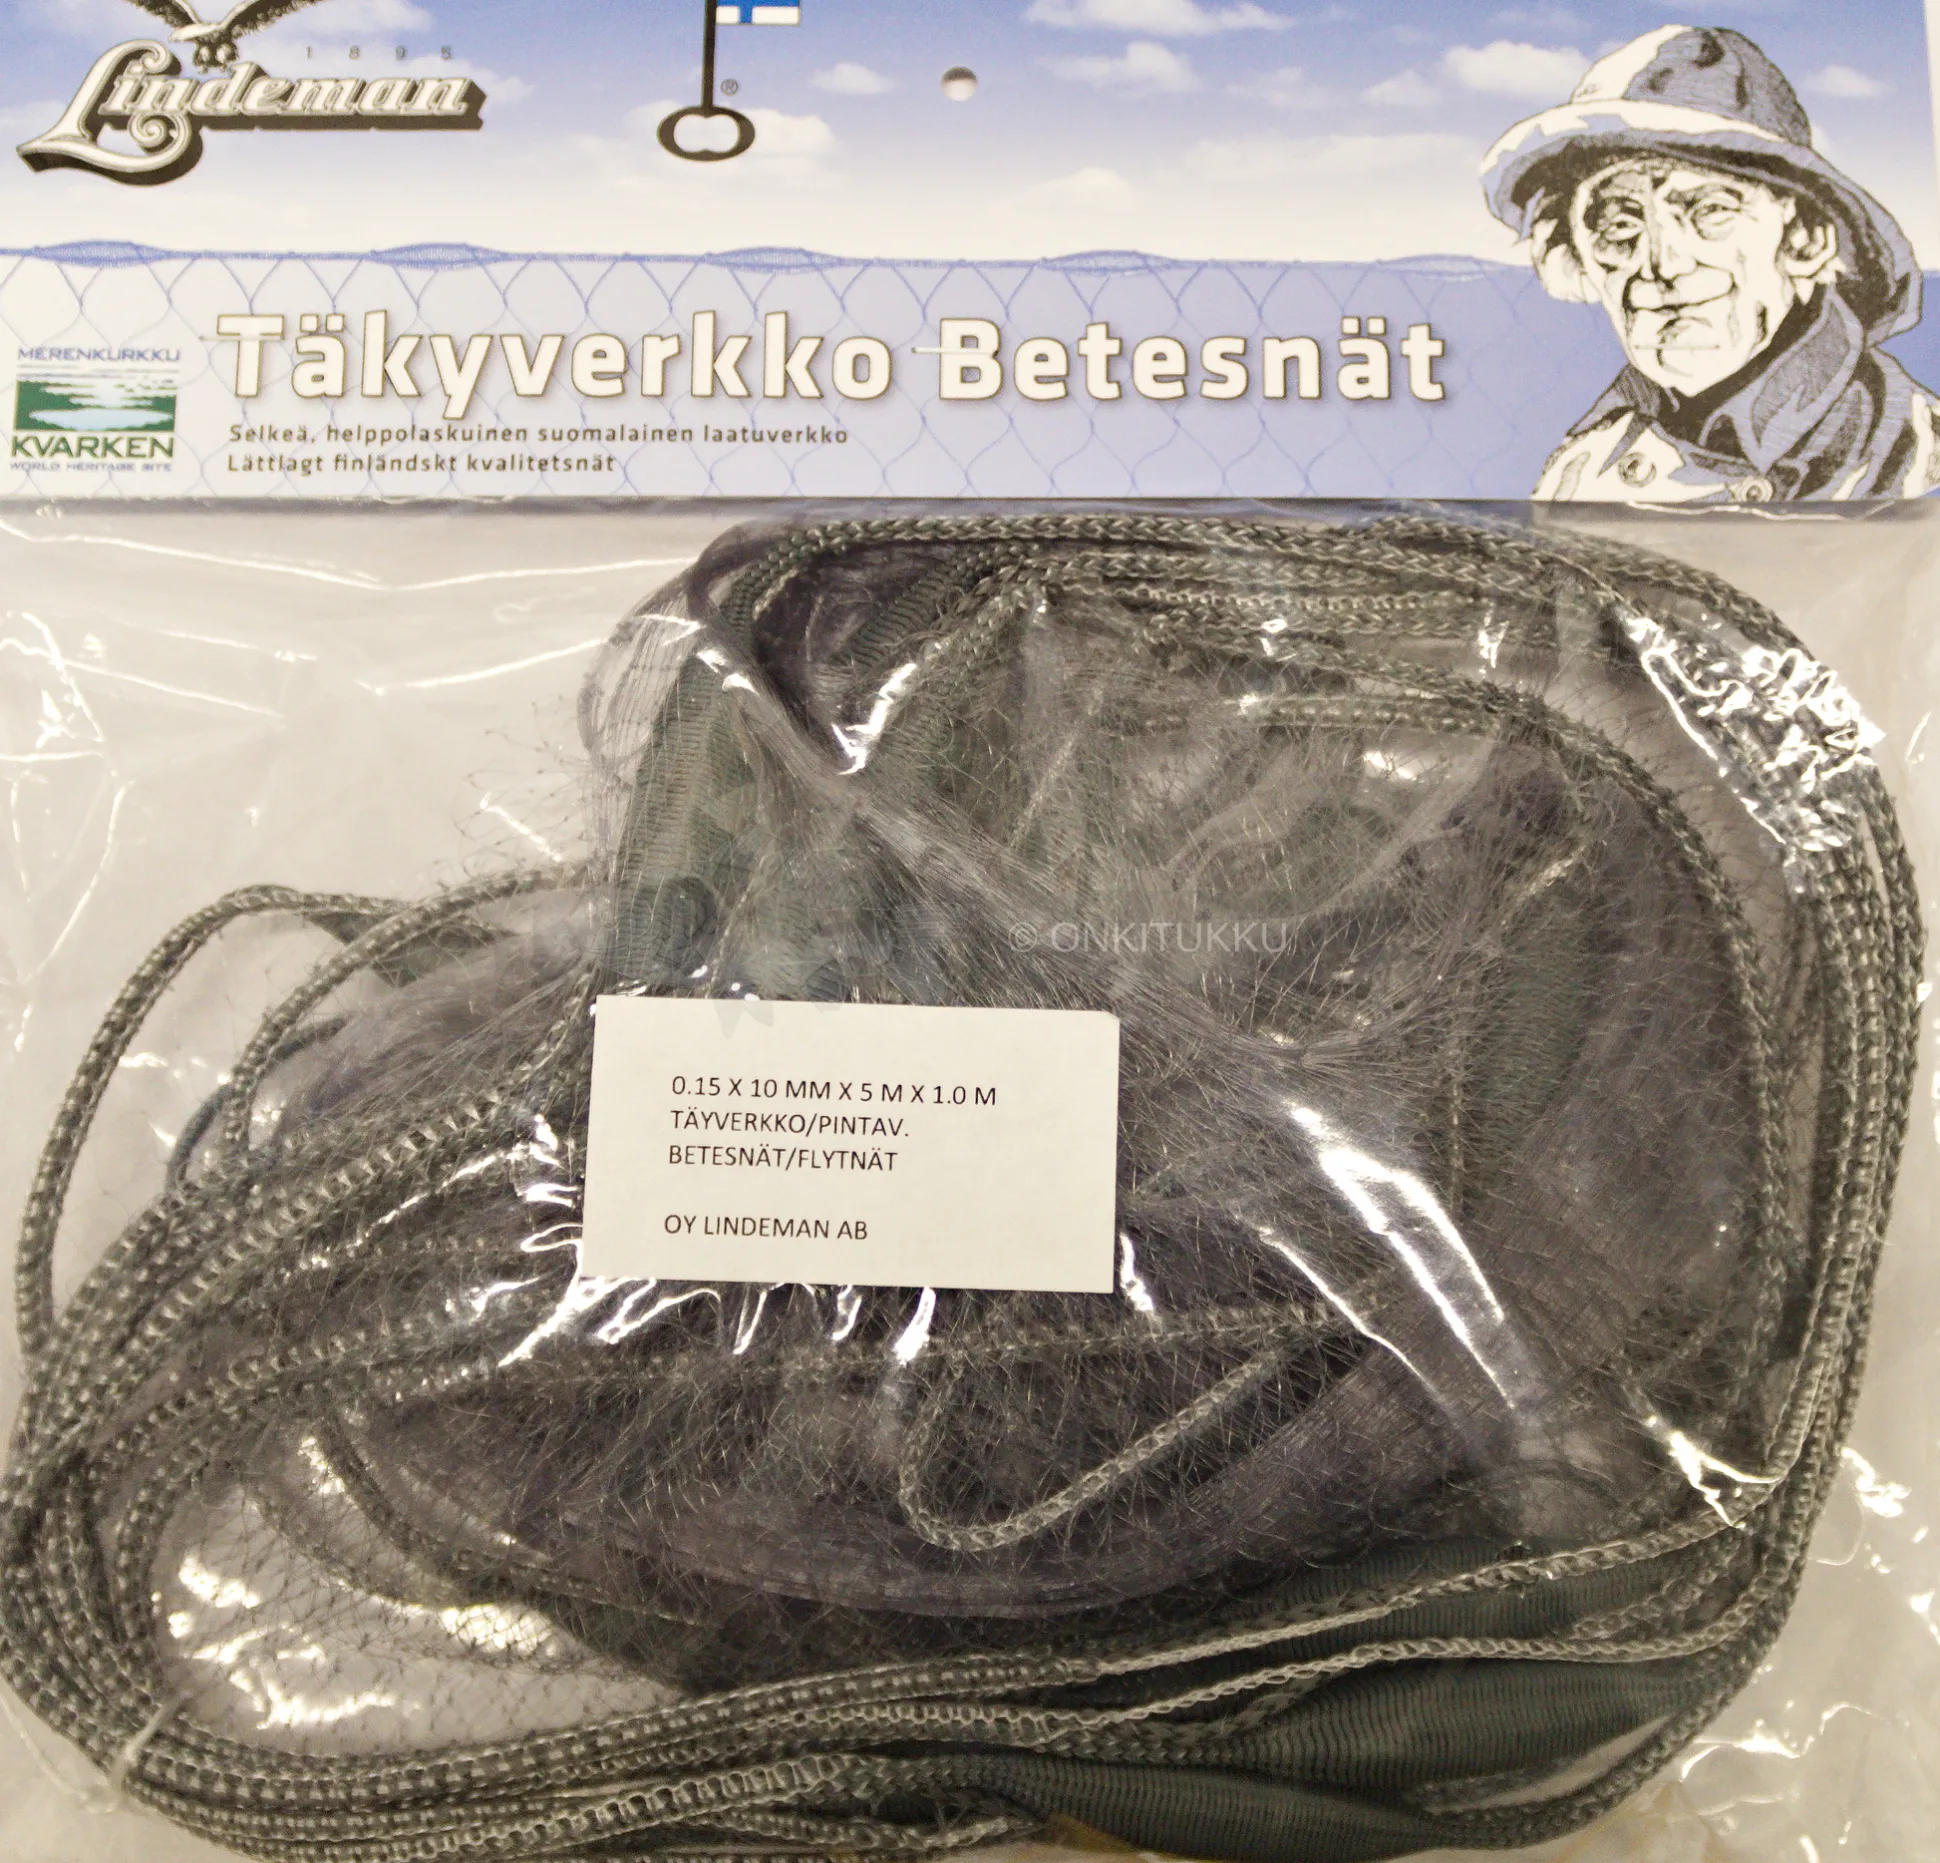 1895
Lindeman
®
MERENKURKKU
KVARKEN
WORLD HERITAGE SITE
Täkyverkko Betesnät
Selkeä, helppolaskuinen suomalainen laatuverkko
Lättlagt finländskt kvalitetsnät
© ONKITUKKU
0.15 X 10 MM X 5 M X 1.0 M
TÄYVERKKO/PINTAV.
BETESNÄT/FLYTNÄT
OY LINDEMAN AB